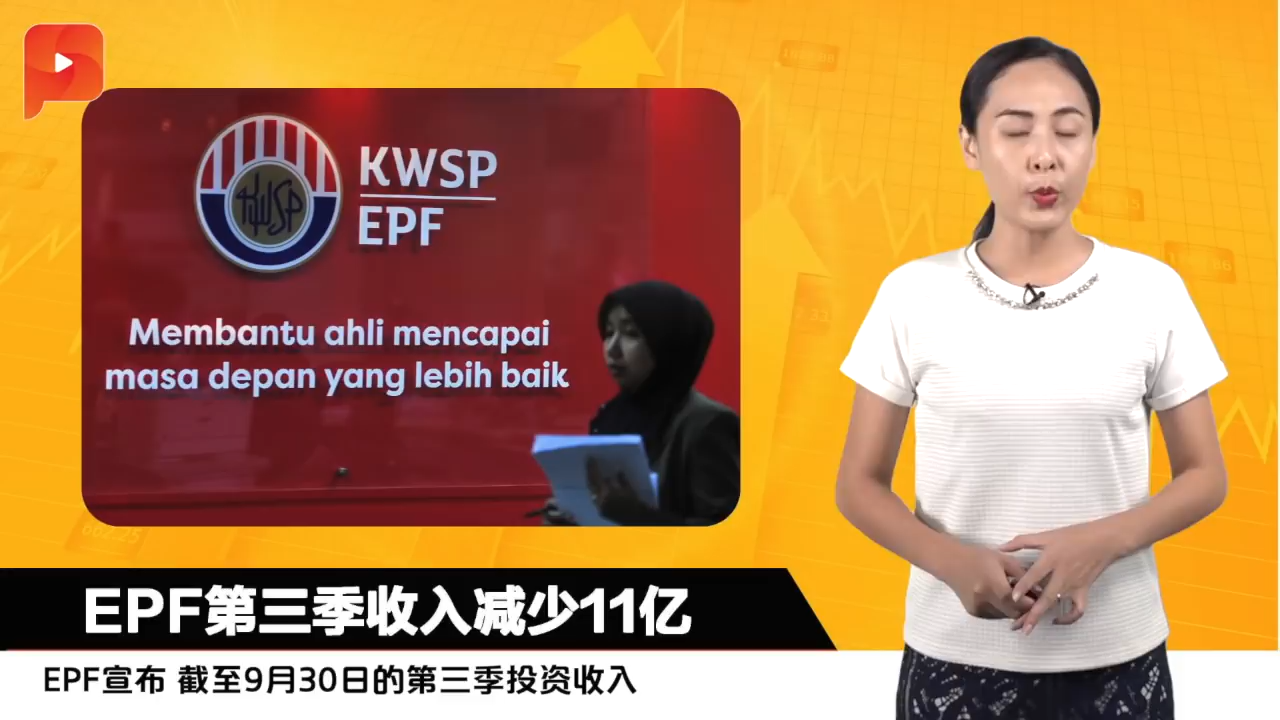 KWSP
EPF
KWSP
Membantu ahli mencapai
masa depan yang lebih baik
EPF第三季收入减少11亿
EPF宣布 截至9月30日的第三季投资收入